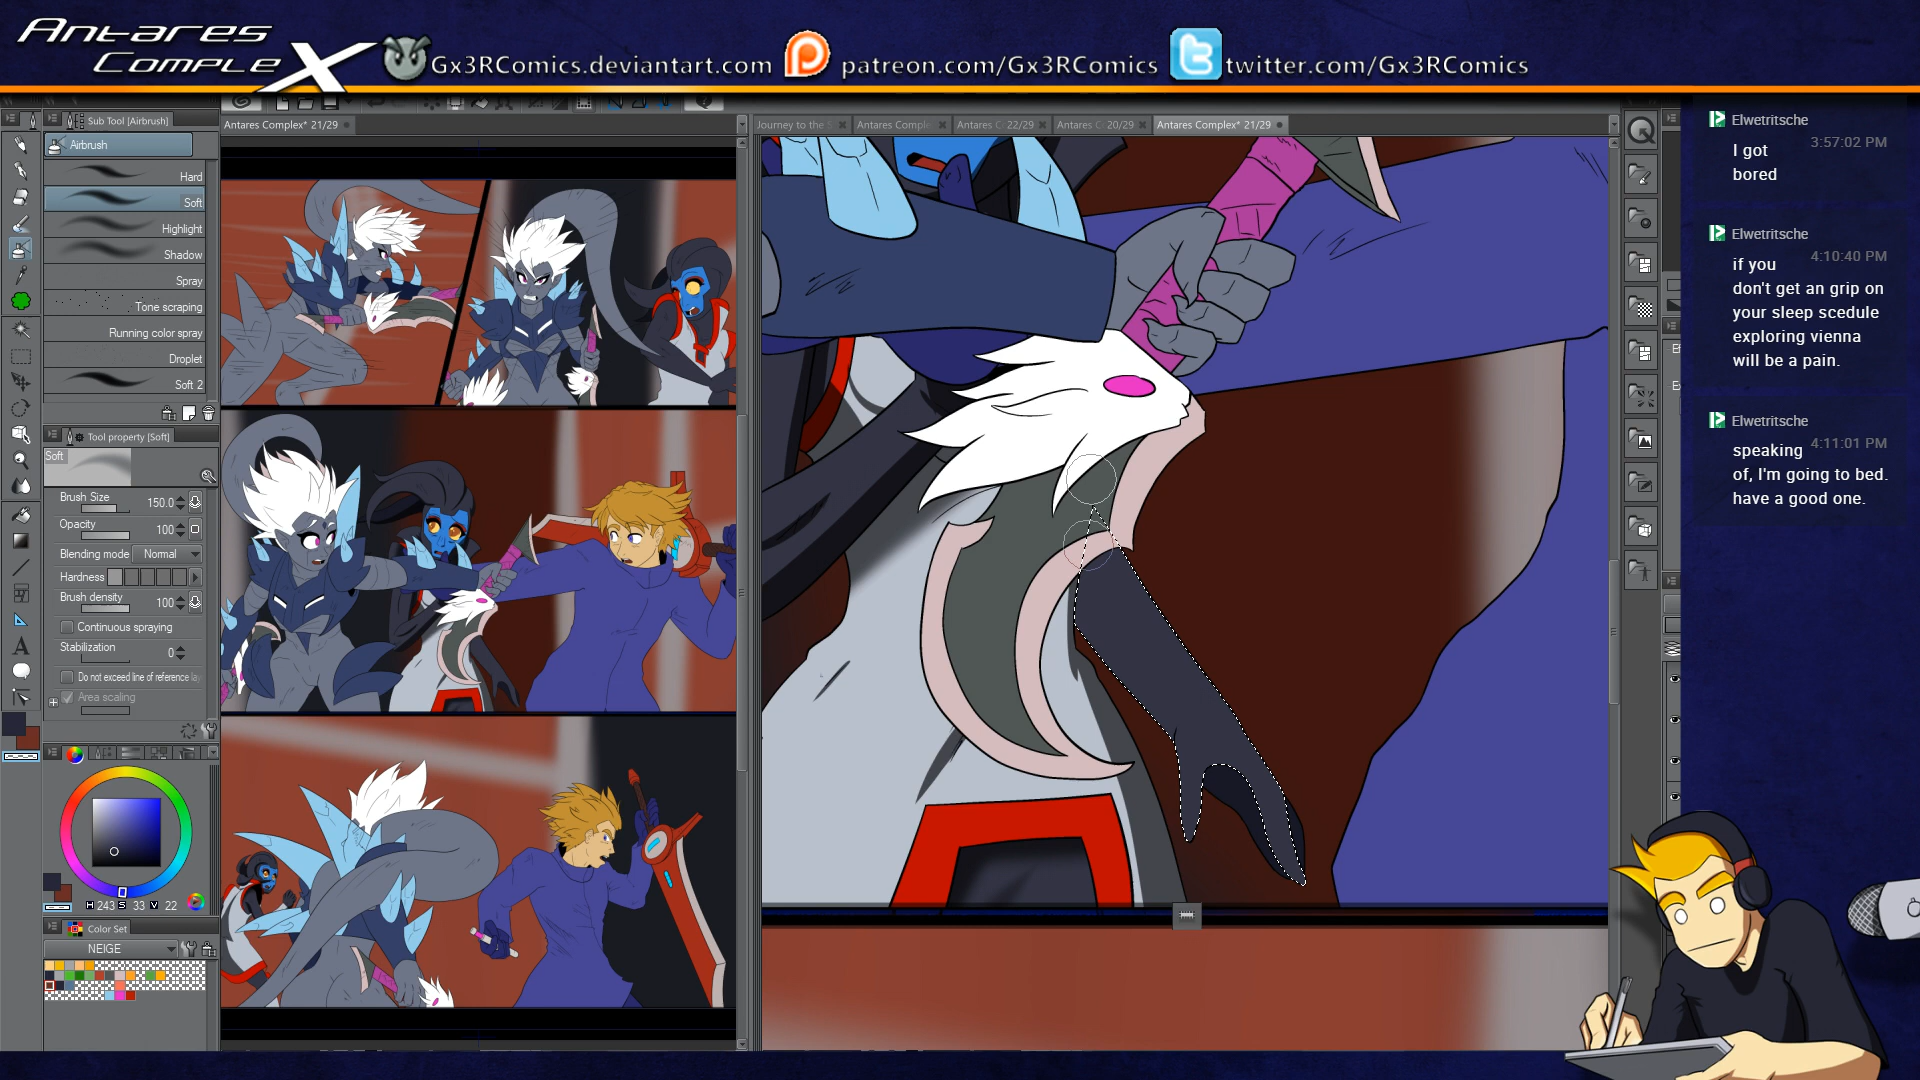 Antares
Complex
Gx3RComics.deviantart.com
patreon.com/Gx3RComics
twitter.com/Gx3RComics
Sub Tool [Airbrush]
Airbrush
Hard
Soft
Highlight
Shadow
Spray
Tone scraping
Running color spray
Droplet
Soft 2
Tool property [Soft]
Soft
Brush Size 150.0
Opacity 100
Blending mode Normal
Hardness
Brush density 100
Continuous spraying
Stabilization 0
Do not exceed line of reference lay
Area scaling
H 243 S 33 V 22
Color Set
NEIGE
Antares Complex* 21/29
Journey to the
Antares Comple
Antares C 22/29
Antares C 20/29
Antares Complex* 21/29
Elwetritsche
3:57:02 PM
I got
bored
Elwetritsche
4:10:40 PM
if you
don't get an grip on
your sleep scedule
exploring vienna
will be a pain.
Elwetritsche
4:11:01 PM
speaking
of, I'm going to bed.
have a good one.